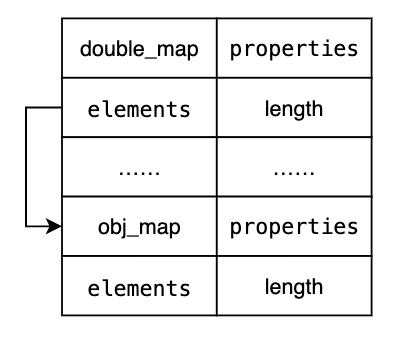 double_map properties
elements length
...... ......
obj_map properties
elements length